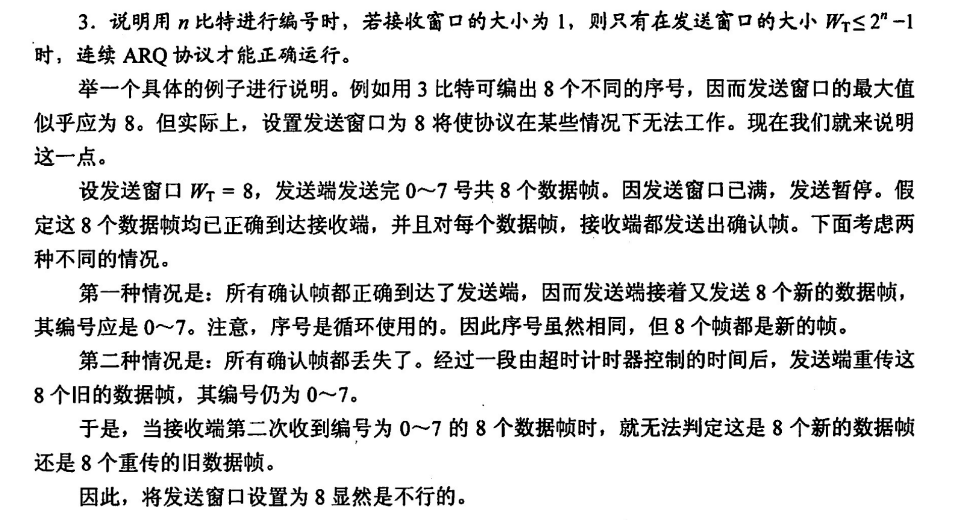 3．说明用 n 比特进行编号时，若接收窗口的大小为 1，则只有在发送窗口的大小 W_T≤2^n−1
时，连续 ARQ 协议才能正确运行。
举一个具体的例子进行说明。例如用 3 比特可编出 8 个不同的序号，因而发送窗口的最大值
似乎应为 8。但实际上，设置发送窗口为 8 将使协议在某些情况下无法工作。现在我们就来说明
这一点。
设发送窗口 W_T = 8，发送端发送完 0～7 号共 8 个数据帧。因发送窗口已满，发送暂停。假
定这 8 个数据帧均已正确到达接收端，并且对每个数据帧，接收端都发送出确认帧。下面考虑两
种不同的情况。
第一种情况是：所有确认帧都正确到达了发送端，因而发送端接着又发送 8 个新的数据帧，
其编号应是 0～7。注意，序号是循环使用的。因此序号虽然相同，但 8 个帧都是新的帧。
第二种情况是：所有确认帧都丢失了。经过一段由超时计时器控制的时间后，发送端重传这
8 个旧的数据帧，其编号仍为 0～7。
于是，当接收端第二次收到编号为 0～7 的 8 个数据帧时，就无法判定这是 8 个新的数据帧
还是 8 个重传的旧数据帧。
因此，将发送窗口设置为 8 显然是不行的。